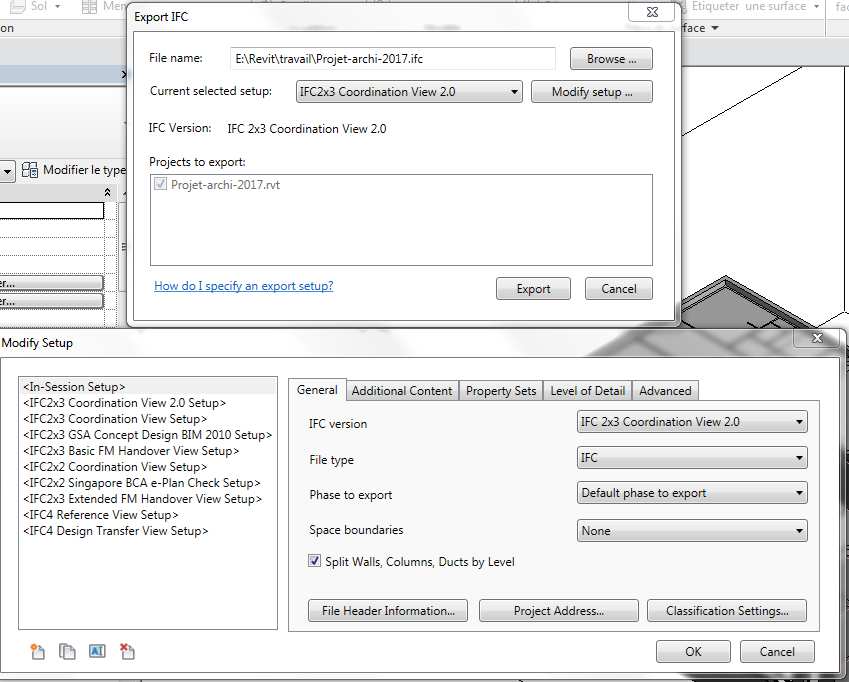 Sol
Etiqueter une surface
Export IFC
File name: E:\Revit\travail\Projet-archi-2017.ifc Browse ...
Current selected setup: IFC2x3 Coordination View 2.0 Modify setup ...
IFC Version: IFC 2x3 Coordination View 2.0
Projects to export:
Modifier le type
Projet-archi-2017.rvt
How do I specify an export setup? Export Cancel
Modify Setup
<In-Session Setup>
<IFC2x3 Coordination View 2.0 Setup>
<IFC2x3 Coordination View Setup>
<IFC2x3 GSA Concept Design BIM 2010 Setup>
<IFC2x3 Basic FM Handover View Setup>
<IFC2x2 Coordination View Setup>
<IFC2x2 Singapore BCA e-Plan Check Setup>
<IFC2x3 Extended FM Handover View Setup>
<IFC4 Reference View Setup>
<IFC4 Design Transfer View Setup>
General Additional Content Property Sets Level of Detail Advanced
IFC version IFC 2x3 Coordination View 2.0
File type IFC
Phase to export Default phase to export
Space boundaries None
Split Walls, Columns, Ducts by Level
File Header Information... Project Address... Classification Settings...
OK Cancel